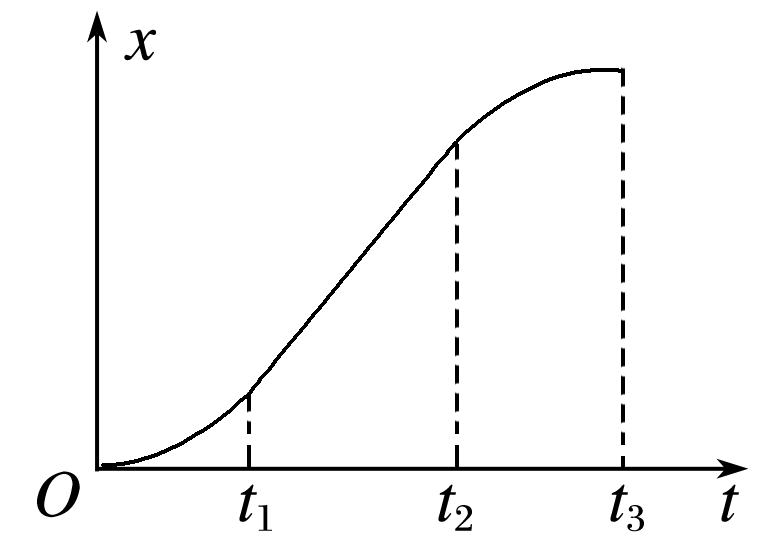 x
O t₁ t₂ t₃ t